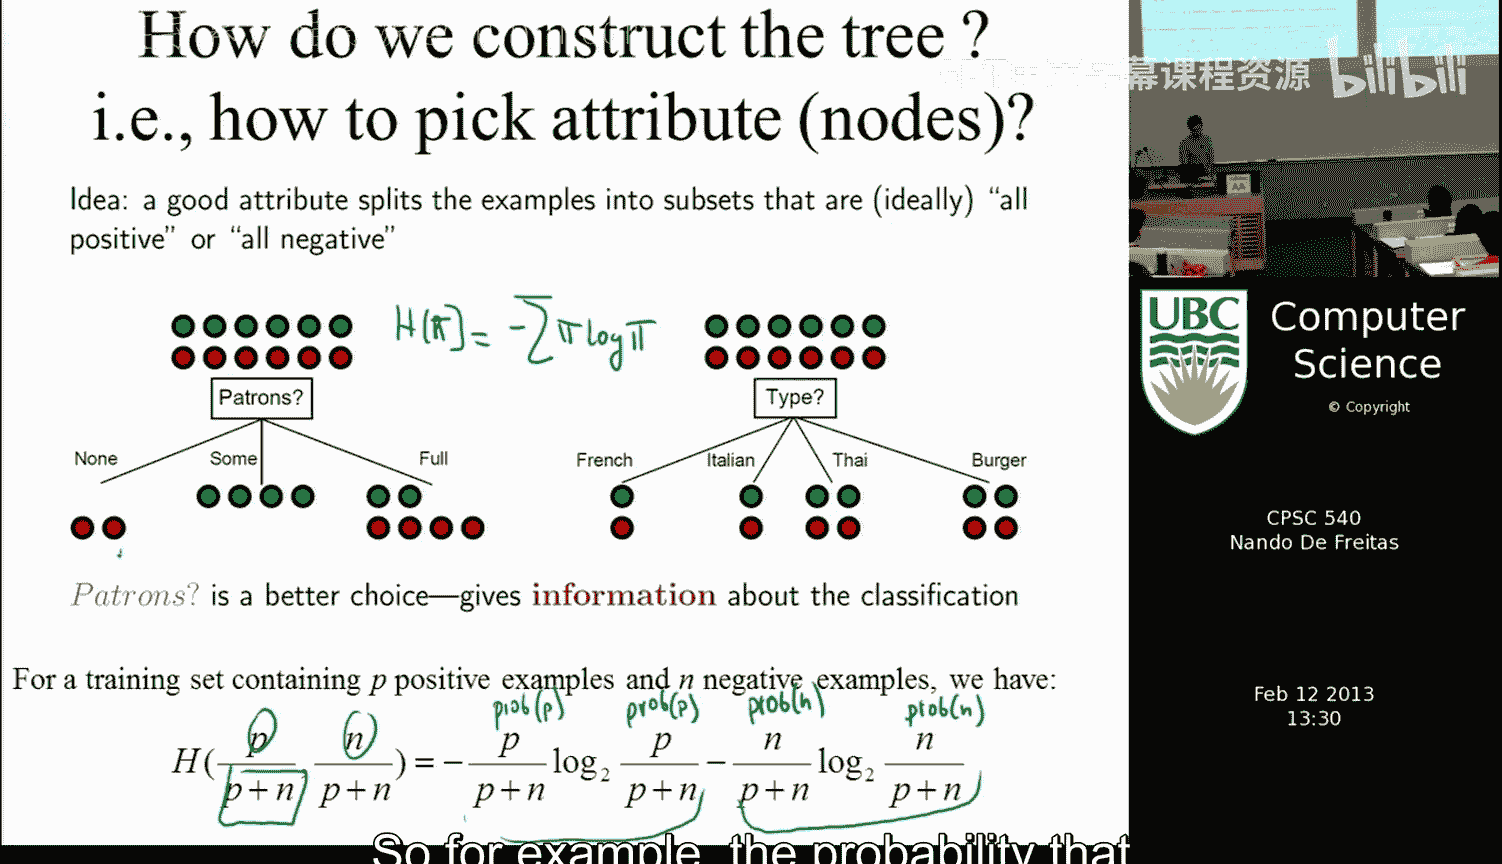 How do we construct the tree ?
i.e., how to pick attribute (nodes)?
Idea: a good attribute splits the examples into subsets that are (ideally) “all
positive” or “all negative”
H(π) = -∑ π log π
Patrons?
None Some Full
Type?
French Italian Thai Burger
Patrons? is a better choice—gives information about the classification
For a training set containing p positive examples and n negative examples, we have:
prob(p) prob(p) prob(n) prob(n)
H(p/(p+n), n/(p+n)) = - p/(p+n) log₂ p/(p+n) - n/(p+n) log₂ n/(p+n)
So for example, the probability that
幕课程资源 bilibili
UBC
Computer
Science
© Copyright
CPSC 540
Nando De Freitas
Feb 12 2013
13:30